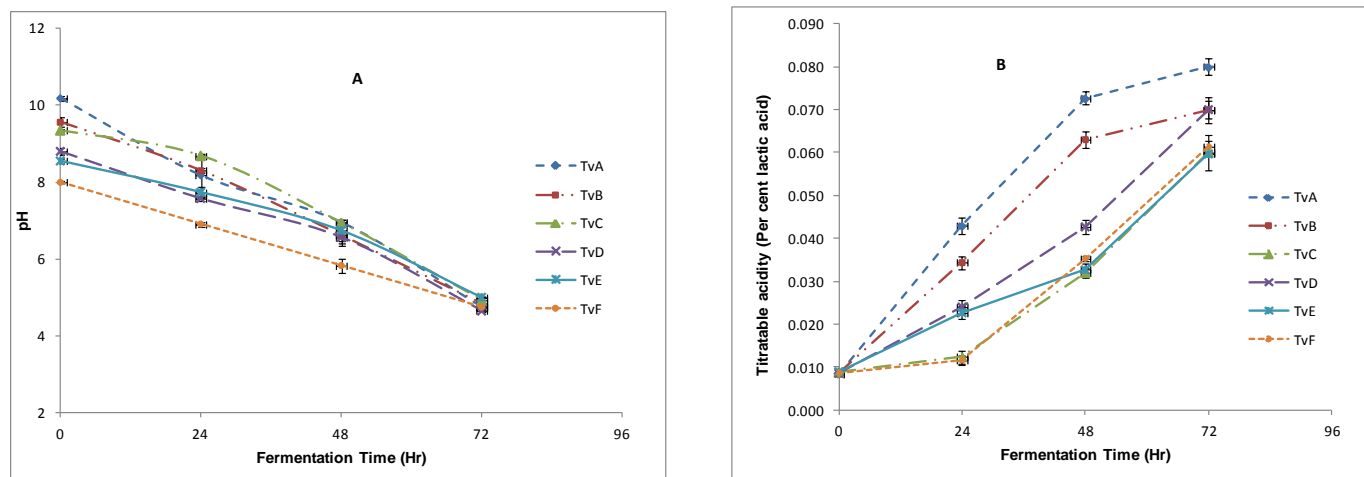 A
pH
12
10
8
6
4
2
0
24
48
72
96
Fermentation Time (Hr)
TvA
TvB
TvC
TvD
TvE
TvF
B
Titratable acidity (Per cent lactic acid)
0.090
0.080
0.070
0.060
0.050
0.040
0.030
0.020
0.010
0.000
0
24
48
72
96
Fermentation Time (Hr)
TvA
TvB
TvC
TvD
TvE
TvF